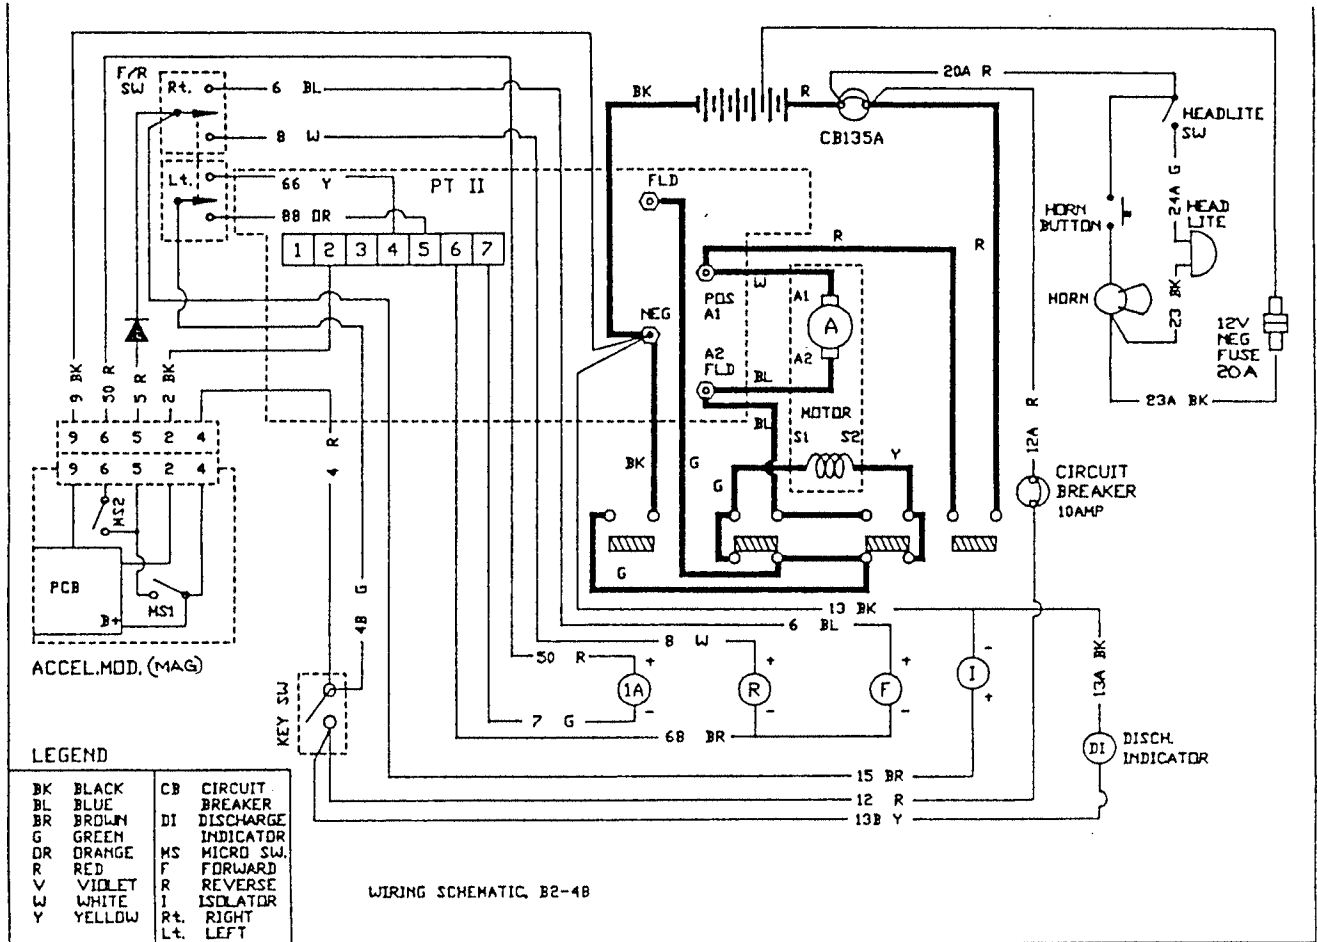 F/R
SW
Rt.
6 BL
8 W
Lt.
66 Y
88 OR
PT II
1 2 3 4 5 6 7
BK
R
CB135A
20A R
HEADLITE
SW
24A G
HEAD
LITE
HORN
BUTTON
HORN
23 BK
12V
NEG
FUSE
20A
23A BK
FLD
R
R
POS
A1
W
A1
A
A2
A2
FLD
BL
NEG
MOTOR
BL
S1 S2
Y
G
BK
G
G
9 BK
50 R
5 R
2 BK
9 6 5 2 4
9 6 5 2 4
4 R
MS2
PCB
MS1
B+
ACCEL.MOD. (MAG)
4B G
KEY SW
12A R
CIRCUIT
BREAKER
10AMP
13 BK
6 BL
8 W
50 R
+ + + -
1A R F I
- - - +
7 G
6B BR
13A BK
DI
DISCH.
INDICATOR
15 BR
12 R
13B Y
LEGEND
BK BLACK
BL BLUE
BR BROWN
G GREEN
OR ORANGE
R RED
V VIOLET
W WHITE
Y YELLOW
CB CIRCUIT
BREAKER
DI DISCHARGE
INDICATOR
MS MICRO SW.
F FORWARD
R REVERSE
I ISOLATOR
Rt. RIGHT
Lt. LEFT
WIRING SCHEMATIC, B2-48